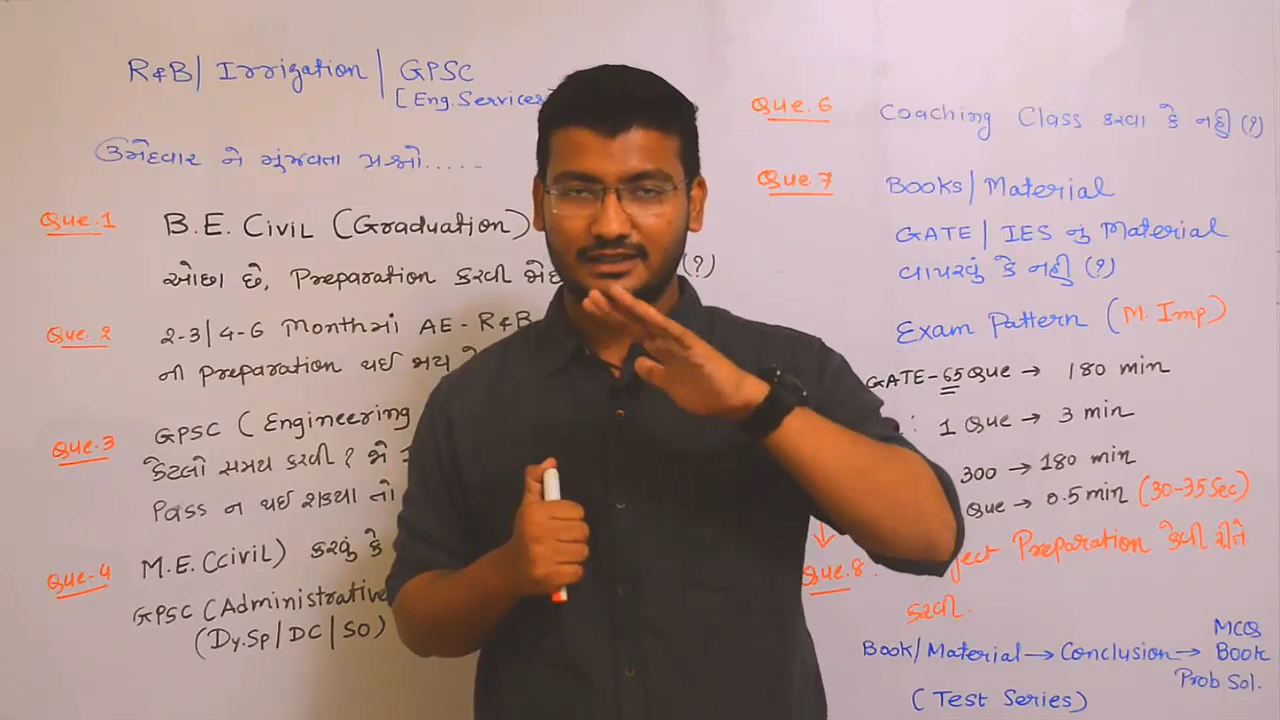 R&B | Irrigation | GPSC
[Eng. Services
ઉમેદવાર ને મુંજવતા પ્રશ્નો.....
Que.1 B.E. Civil (Graduation)
ઓછા છે, Preparation કરવી જોઇ (?)
Que. 2 2-3 | 4-6 Monthમાં AE - R&B
ની Preparation થઈ જાય કે
Que.3 GPSC ( Engineering
કેટલો સમય કરવી ? જો
Pass ન થઈ શક્યા તો
Que-4 M.E. (civil) કરવું કે
GPSC (Administrative
(Dy.Sp | DC | SO)
Que.6 Coaching Class કરવા કે નહી (?)
Que.7 Books/Material
GATE | IES નું Material
વાપરવું કે નહી (?)
Exam Pattern (M. Imp)
GATE-65 Que → 180 min
: 1 Que → 3 min
300 → 180 min
Que → 0.5 min (30-35 Sec)
Que.8. ject Preparation કેવી રીતે
કરવી.
Book/Material → Conclusion → MCQ
Book
Prob Sol.
(Test Series)